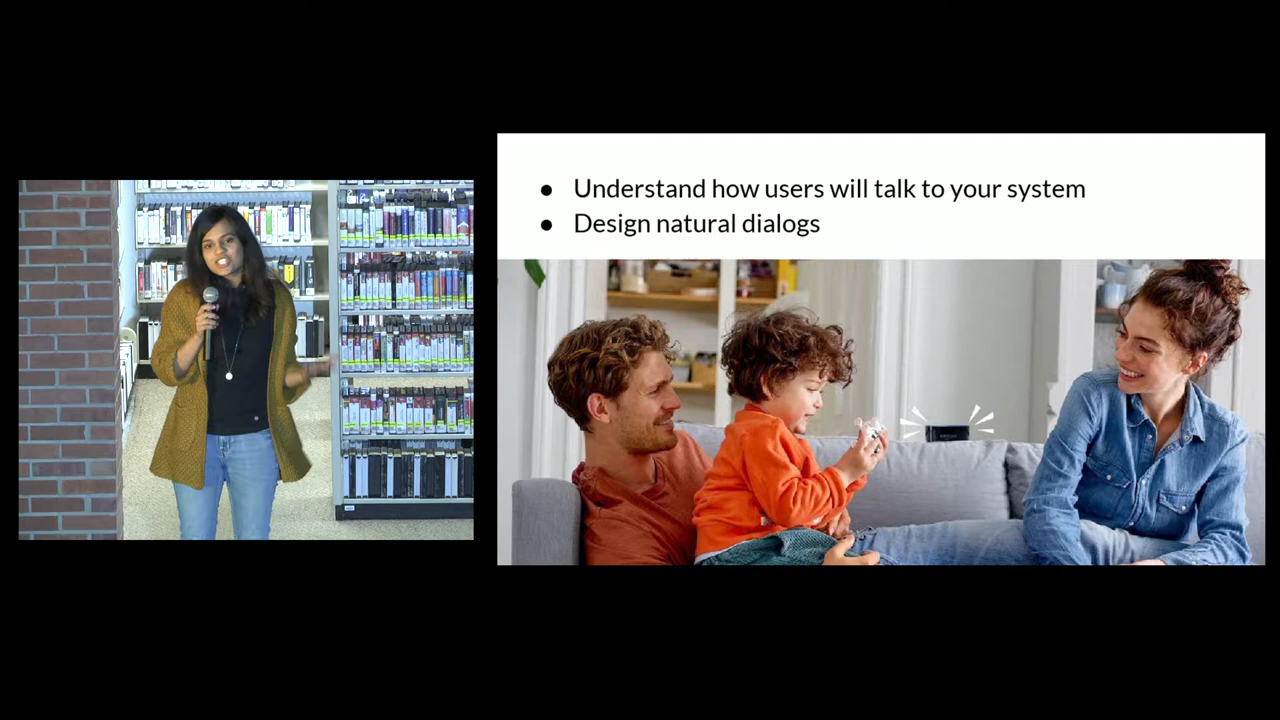 ● Understand how users will talk to your system
● Design natural dialogs